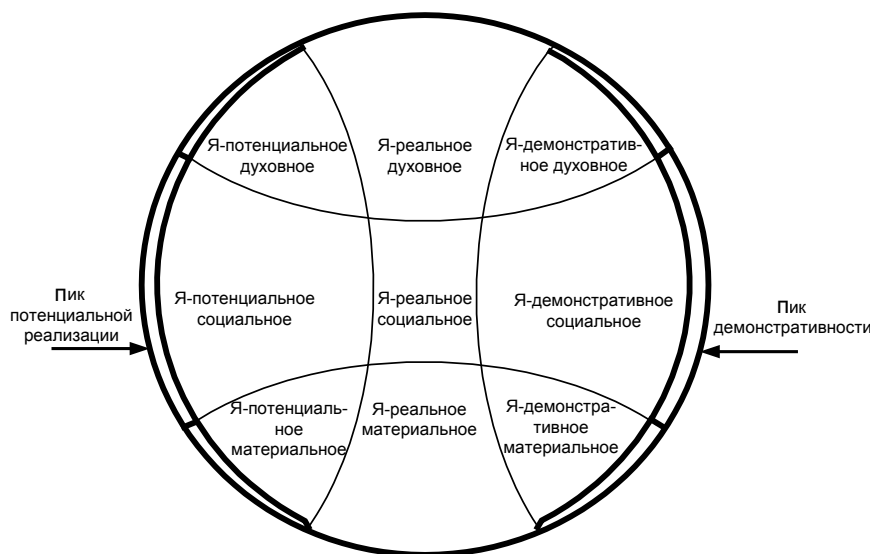 Я-потенциальное
духовное
Я-реальное
духовное
Я-демонстратив-
ное духовное
Пик
потенциальной
реализации
Я-потенциальное
социальное
Я-реальное
социальное
Я-демонстративное
социальное
Пик
демонстративности
Я-потенциаль-
ное
материальное
Я-реальное
материальное
Я-демонстра-
тивное
материальное